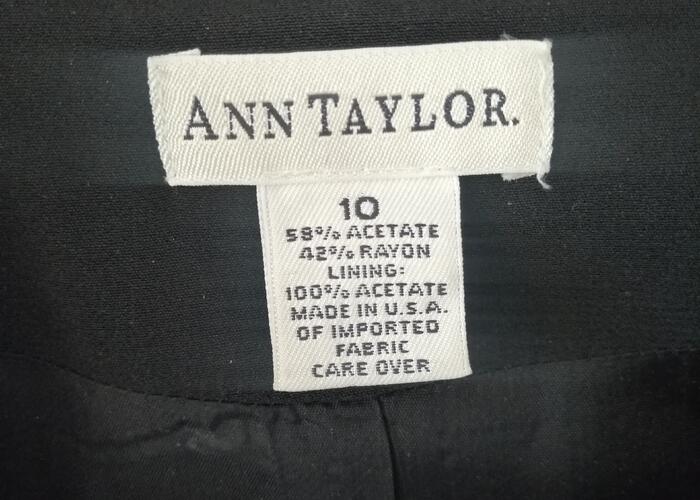 ANN TAYLOR.
10
58% ACETATE
42% RAYON
LINING:
100% ACETATE
MADE IN U.S.A.
OF IMPORTED
FABRIC
CARE OVER